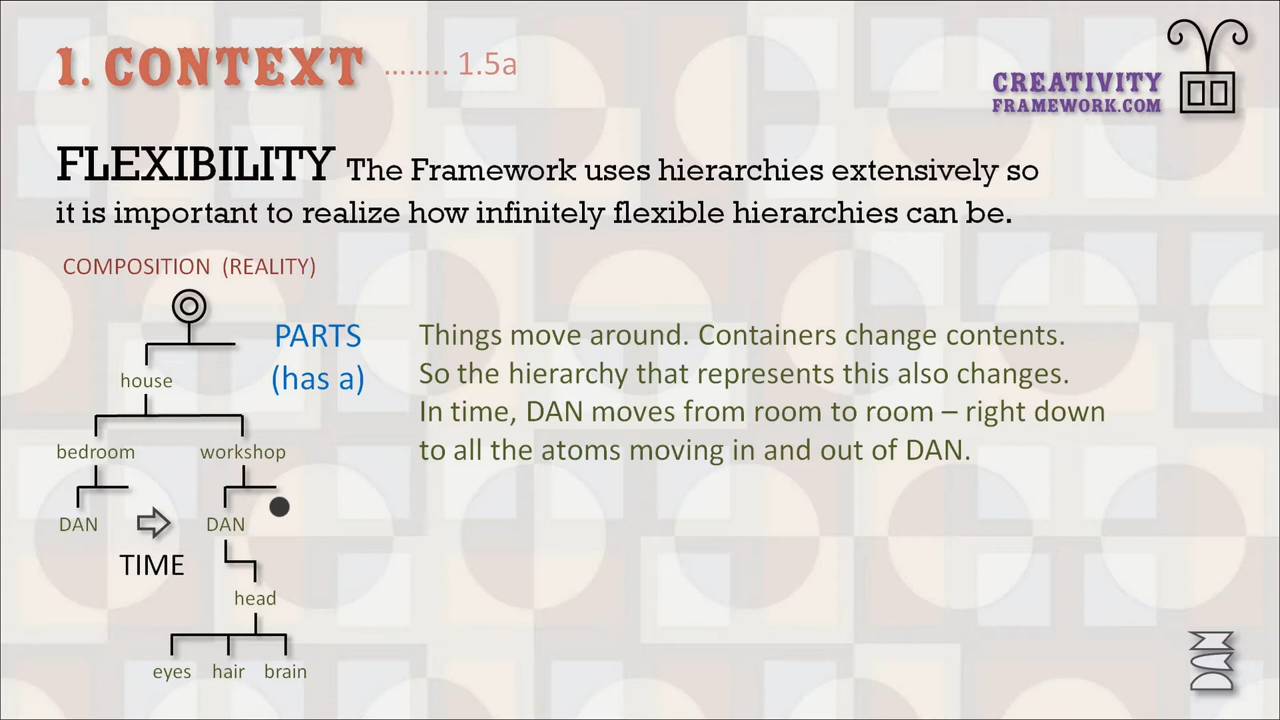 1. CONTEXT ........ 1.5a
CREATIVITY
FRAMEWORK.COM
FLEXIBILITY The Framework uses hierarchies extensively so
it is important to realize how infinitely flexible hierarchies can be.
COMPOSITION (REALITY)
PARTS
(has a)
house
bedroom workshop
DAN DAN
TIME
head
eyes hair brain
Things move around. Containers change contents.
So the hierarchy that represents this also changes.
In time, DAN moves from room to room – right down
to all the atoms moving in and out of DAN.